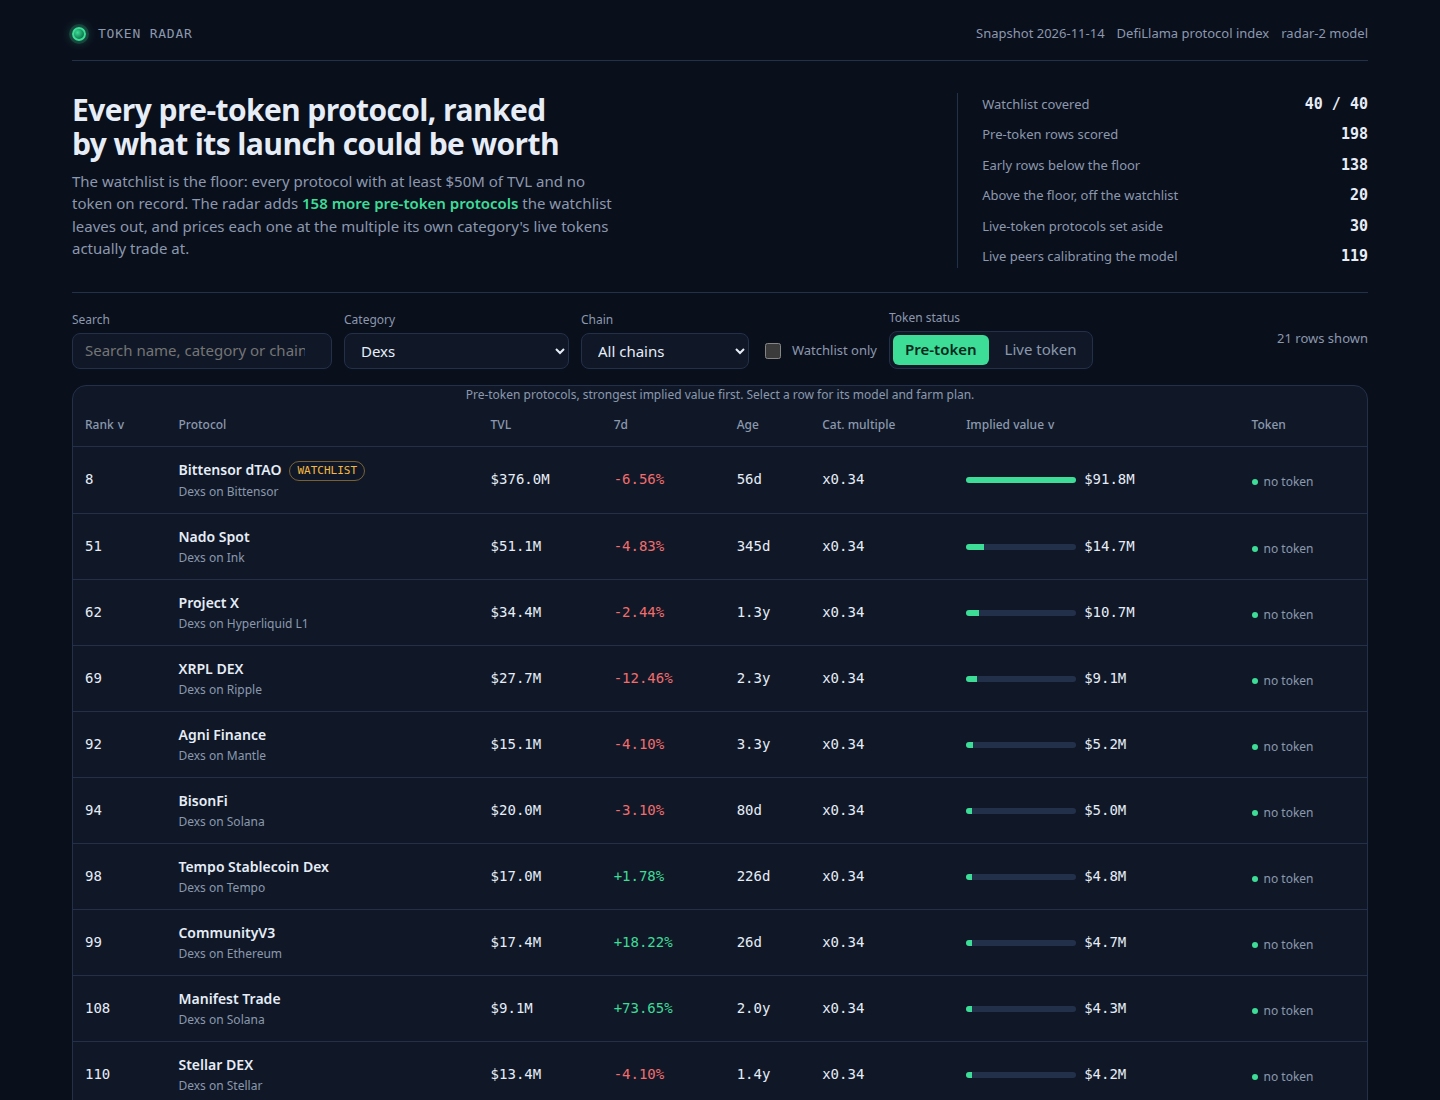 TOKEN RADAR
Snapshot 2026-11-14 DefiLlama protocol index radar-2 model
Every pre-token protocol, ranked
by what its launch could be worth
The watchlist is the floor: every protocol with at least $50M of TVL and no
token on record. The radar adds 158 more pre-token protocols the watchlist
leaves out, and prices each one at the multiple its own category's live tokens
actually trade at.
Watchlist covered 40 / 40
Pre-token rows scored 198
Early rows below the floor 138
Above the floor, off the watchlist 20
Live-token protocols set aside 30
Live peers calibrating the model 119
Search Category Chain Token status
Search name, category or chain Dexs All chains Watchlist only Pre-token Live token 21 rows shown
Pre-token protocols, strongest implied value first. Select a row for its model and farm plan.
Rank v Protocol TVL 7d Age Cat. multiple Implied value v Token
8 Bittensor dTAO WATCHLIST $376.0M -6.56% 56d x0.34 $91.8M no token
Dexs on Bittensor
51 Nado Spot $51.1M -4.83% 345d x0.34 $14.7M no token
Dexs on Ink
62 Project X $34.4M -2.44% 1.3y x0.34 $10.7M no token
Dexs on Hyperliquid L1
69 XRPL DEX $27.7M -12.46% 2.3y x0.34 $9.1M no token
Dexs on Ripple
92 Agni Finance $15.1M -4.10% 3.3y x0.34 $5.2M no token
Dexs on Mantle
94 BisonFi $20.0M -3.10% 80d x0.34 $5.0M no token
Dexs on Solana
98 Tempo Stablecoin Dex $17.0M +1.78% 226d x0.34 $4.8M no token
Dexs on Tempo
99 CommunityV3 $17.4M +18.22% 26d x0.34 $4.7M no token
Dexs on Ethereum
108 Manifest Trade $9.1M +73.65% 2.0y x0.34 $4.3M no token
Dexs on Solana
110 Stellar DEX $13.4M -4.10% 1.4y x0.34 $4.2M no token
Dexs on Stellar